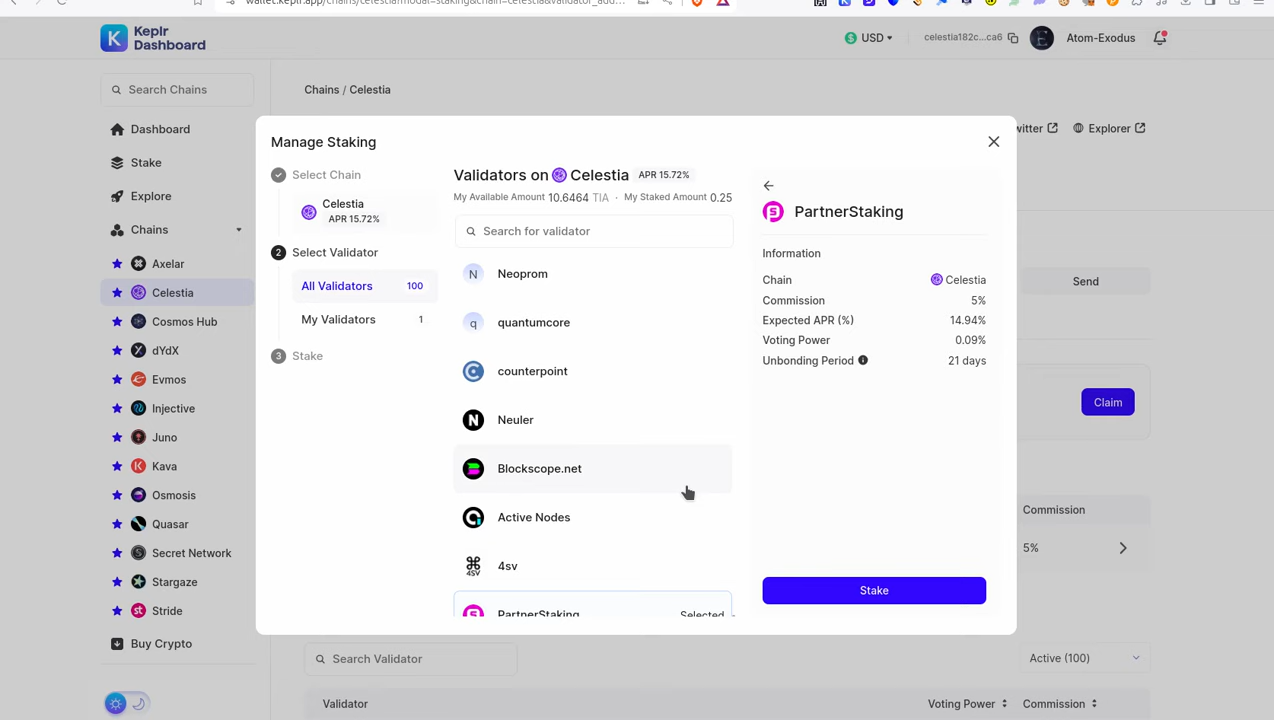 Keplr
Dashboard
USD
celestia182c...ca6
Atom-Exodus
Search Chains
Chains / Celestia
Explorer
Dashboard
Stake
Explore
Chains
Axelar
Celestia
Cosmos Hub
dYdX
Evmos
Injective
Juno
Kava
Osmosis
Quasar
Secret Network
Stargaze
Stride
Buy Crypto
Manage Staking
Select Chain
Celestia
APR 15.72%
2 Select Validator
All Validators 100
My Validators 1
3 Stake
Validators on Celestia APR 15.72%
My Available Amount 10.6464 TIA · My Staked Amount 0.25
Search for validator
N Neoprom
q quantumcore
counterpoint
N Neuler
Blockscope.net
Active Nodes
4SV 4sv
PartnerStaking Selected
PartnerStaking
Information
Chain Celestia
Commission 5%
Expected APR (%) 14.94%
Voting Power 0.09%
Unbonding Period 21 days
Stake
Send
Claim
Commission
5%
Search Validator
Active (100)
Validator Voting Power Commission